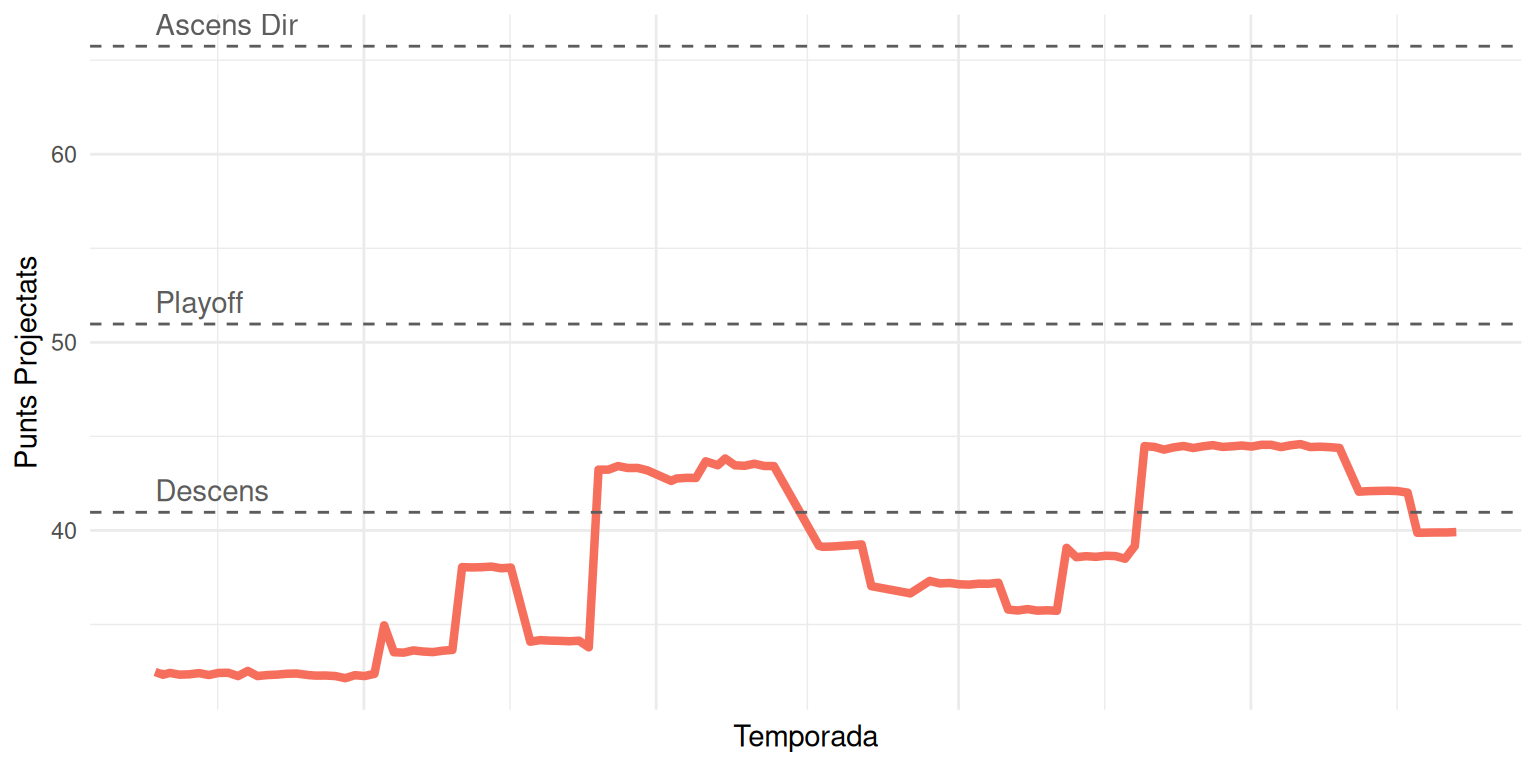 Ascens Dir
60
Playoff
50
Descens
40
Punts Projectats
Temporada